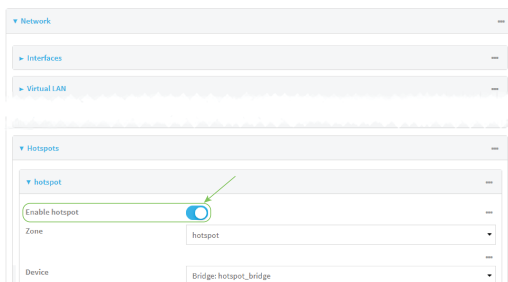 Network
Interfaces
Virtual LAN
Hotspots
hotspot
Enable hotspot
Zone
hotspot
Device
Bridge: hotspot_bridge